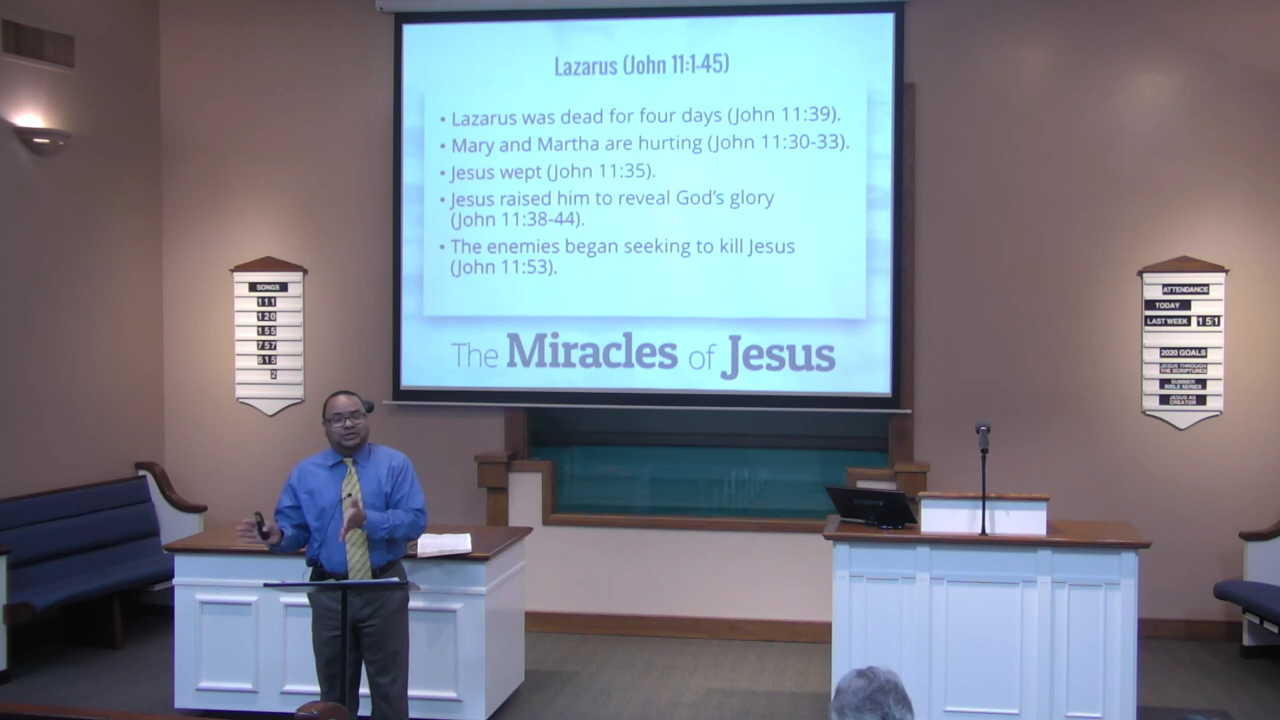 Lazarus (John 11:1-45)
• Lazarus was dead for four days (John 11:39).
• Mary and Martha are hurting (John 11:30-33).
• Jesus wept (John 11:35).
• Jesus raised him to reveal God's glory
(John 11:38-44).
• The enemies began seeking to kill Jesus
(John 11:53).
The Miracles of Jesus
SONGS
111
120
155
757
615
2
ATTENDANCE
TODAY
LAST WEEK 151
2020 GOALS
JESUS THROUGH
THE SCRIPTURES
SUMMER
BIBLE SERIES
JESUS AS
CREATOR